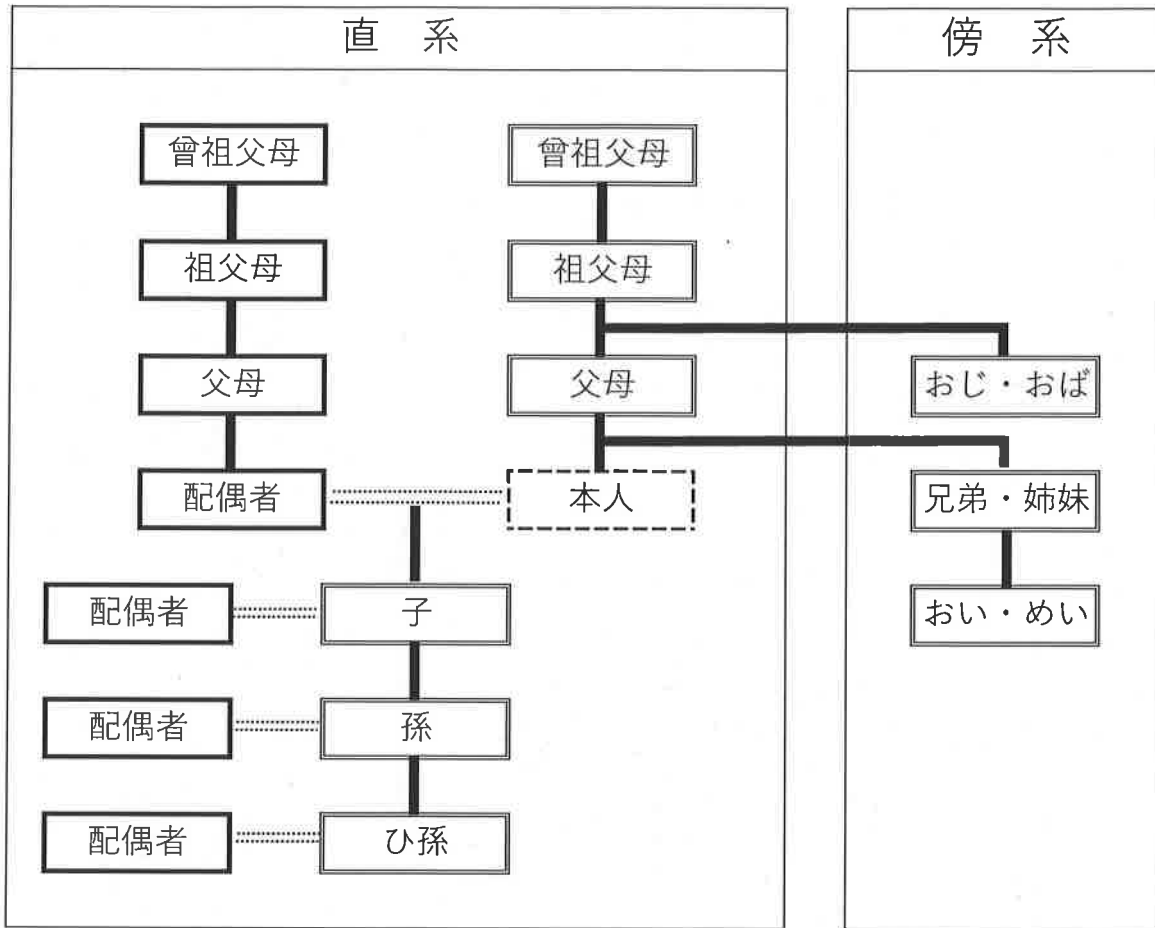 直 系
傍 系
曾祖父母
曾祖父母
祖父母
祖父母
父母
父母
おじ・おば
配偶者
本人
兄弟・姉妹
配偶者
子
おい・めい
配偶者
孫
配偶者
ひ孫